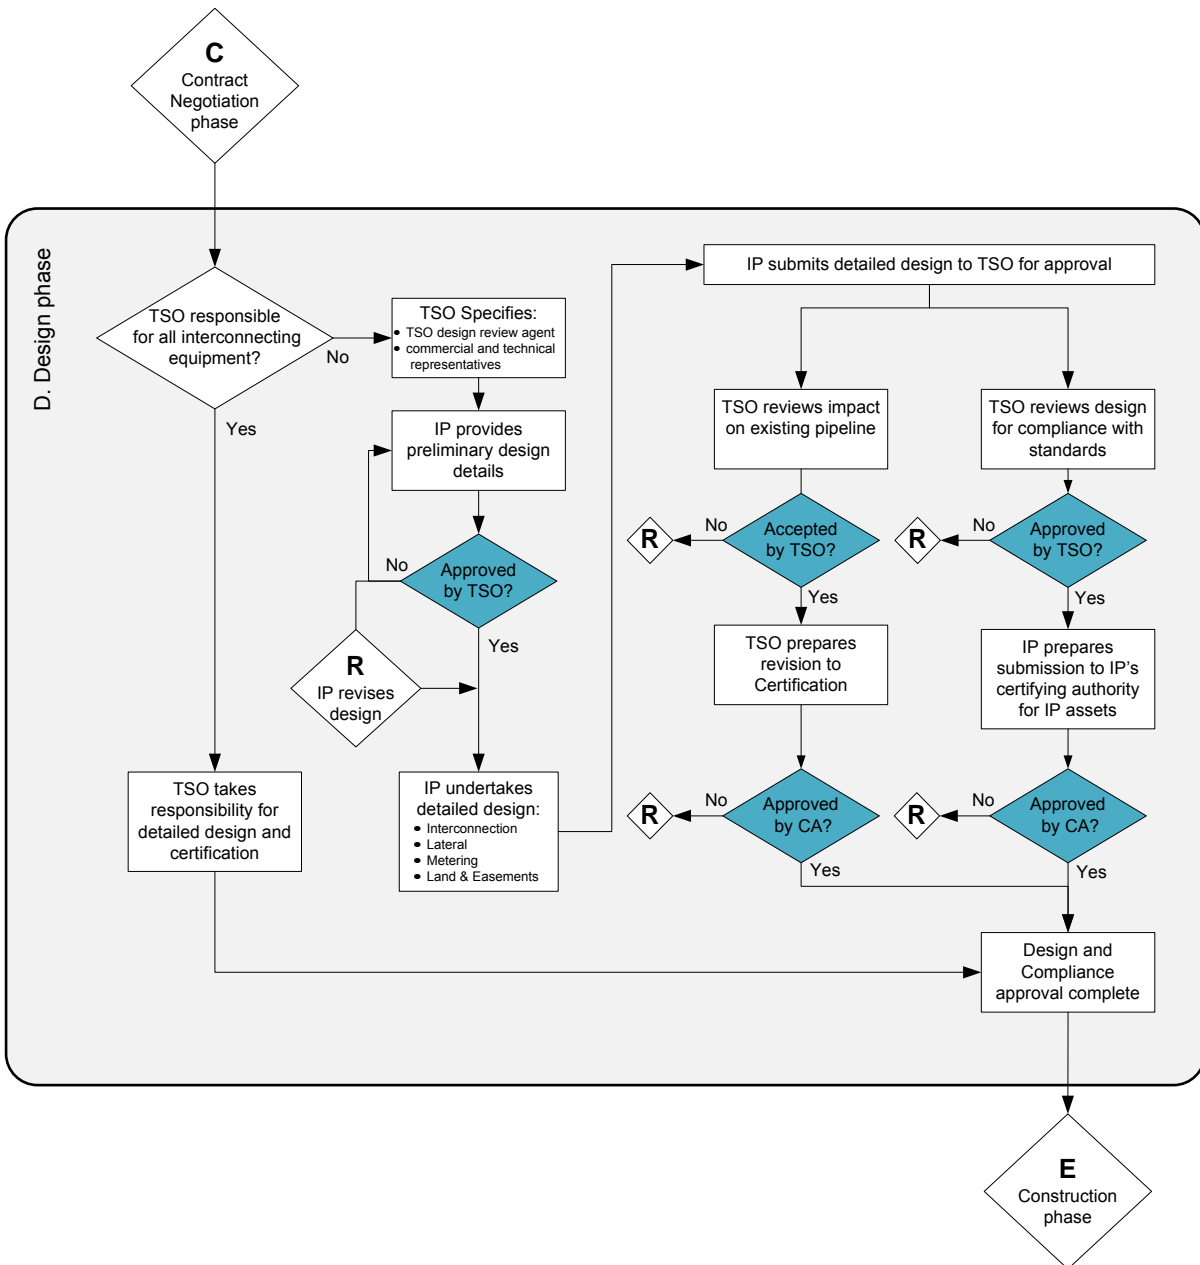 C
Contract
Negotiation
phase
D. Design phase
TSO responsible
for all interconnecting
equipment?
No
Yes
TSO Specifies:
• TSO design review agent
• commercial and technical
representatives
IP provides
preliminary design
details
Approved
by TSO?
No
Yes
R
IP revises
design
TSO takes
responsibility for
detailed design and
certification
IP undertakes
detailed design:
• Interconnection
• Lateral
• Metering
• Land & Easements
IP submits detailed design to TSO for approval
TSO reviews impact
on existing pipeline
Accepted
by TSO?
No
R
Yes
TSO prepares
revision to
Certification
Approved
by CA?
No
R
Yes
TSO reviews design
for compliance with
standards
Approved
by TSO?
No
R
Yes
IP prepares
submission to IP's
certifying authority
for IP assets
Approved
by CA?
No
R
Yes
Design and
Compliance
approval complete
E
Construction
phase